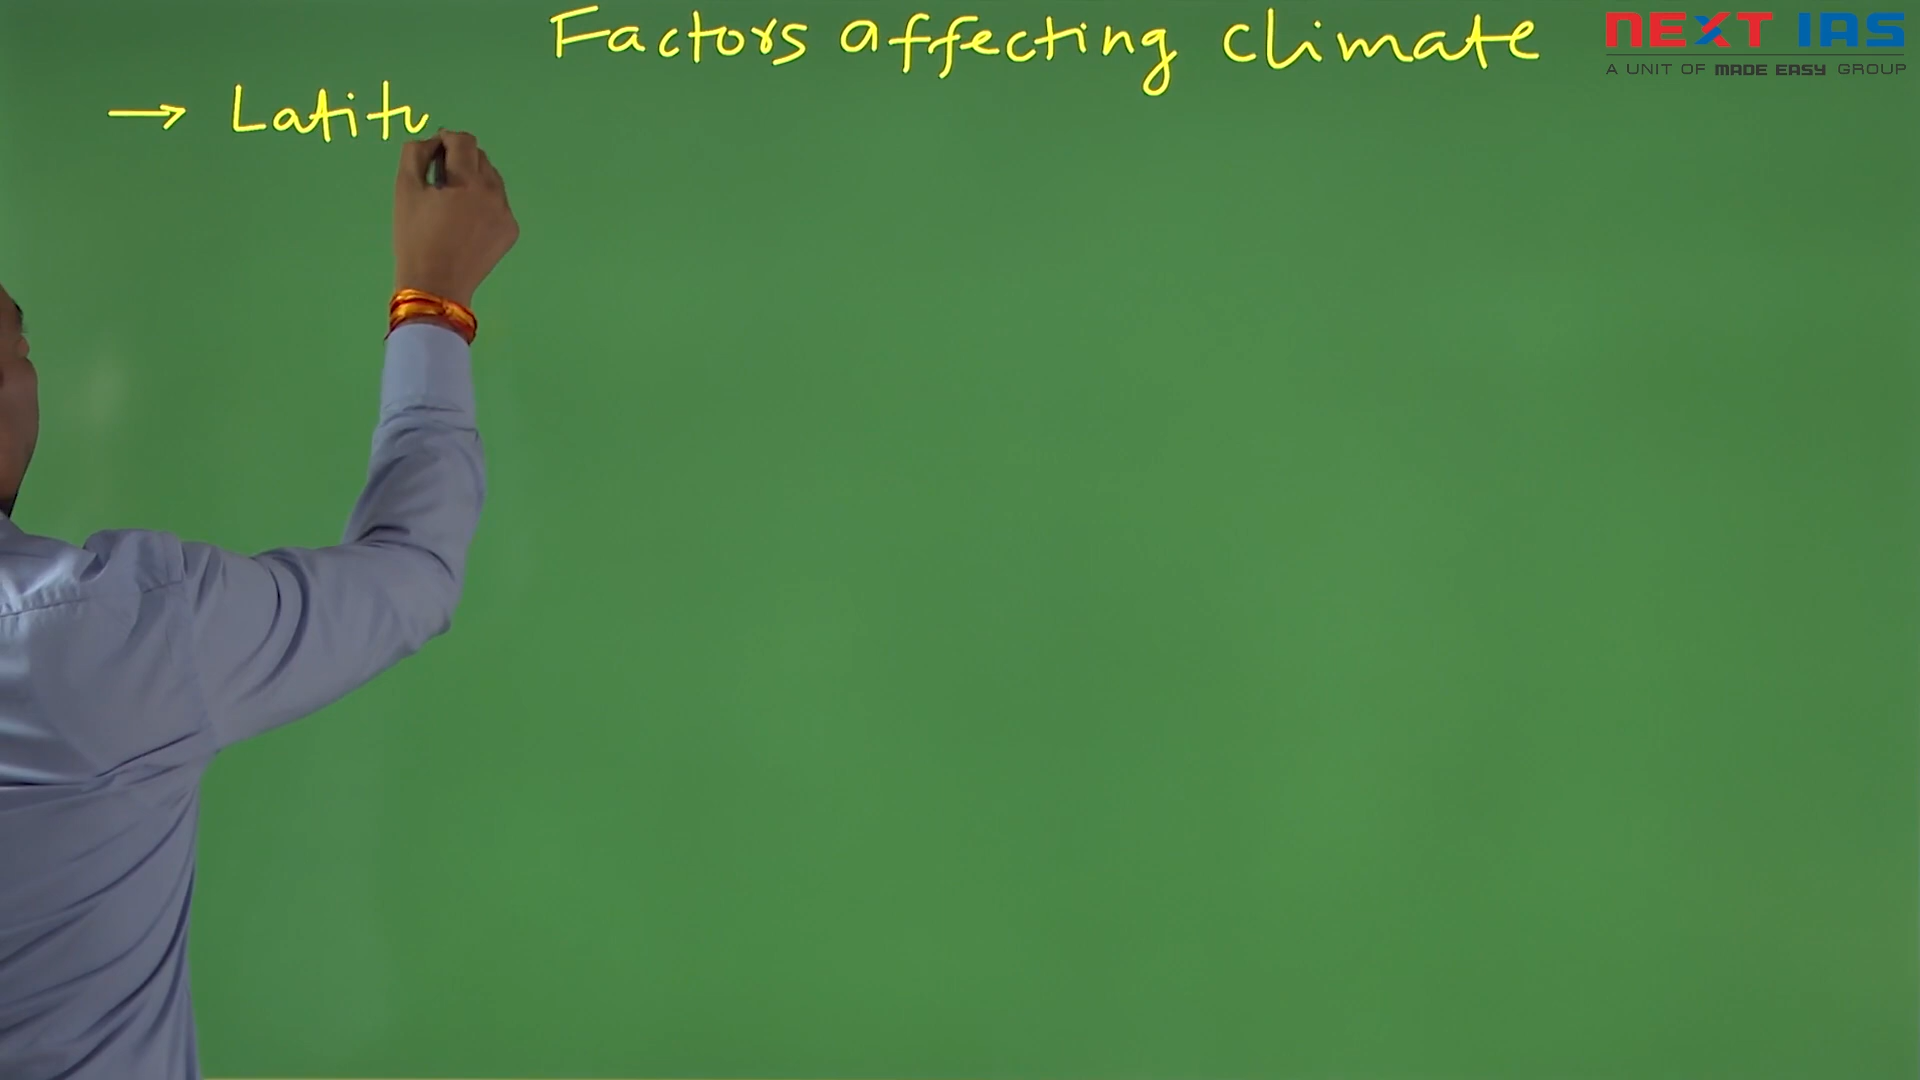 Factors affecting climate
NEXT IAS
A UNIT OF MADE EASY GROUP
→ Latitu